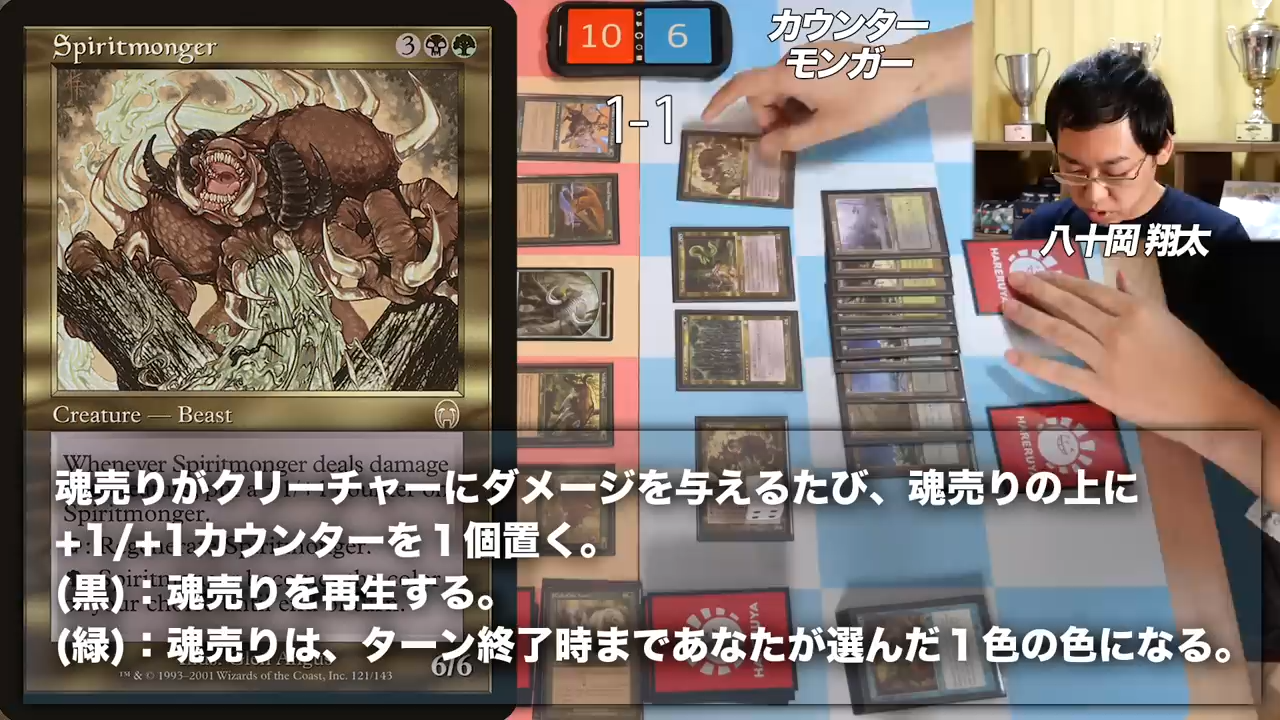 Spiritmonger
3
10 6
カウンター
モンガー
1-1
八十岡 翔太
HARERUYA
HARERUYA
Creature — Beast
Whenever Spiritmonger deals damage
Spiritmonger.
魂売りがクリーチャーにダメージを与えるたび、魂売りの上に
+1/+1カウンターを１個置く。
(黒)：魂売りを再生する。
(緑)：魂売りは、ターン終了時まであなたが選んだ１色の色になる。
6/6
™ & © 1993–2001 Wizards of the Coast, Inc. 121/143